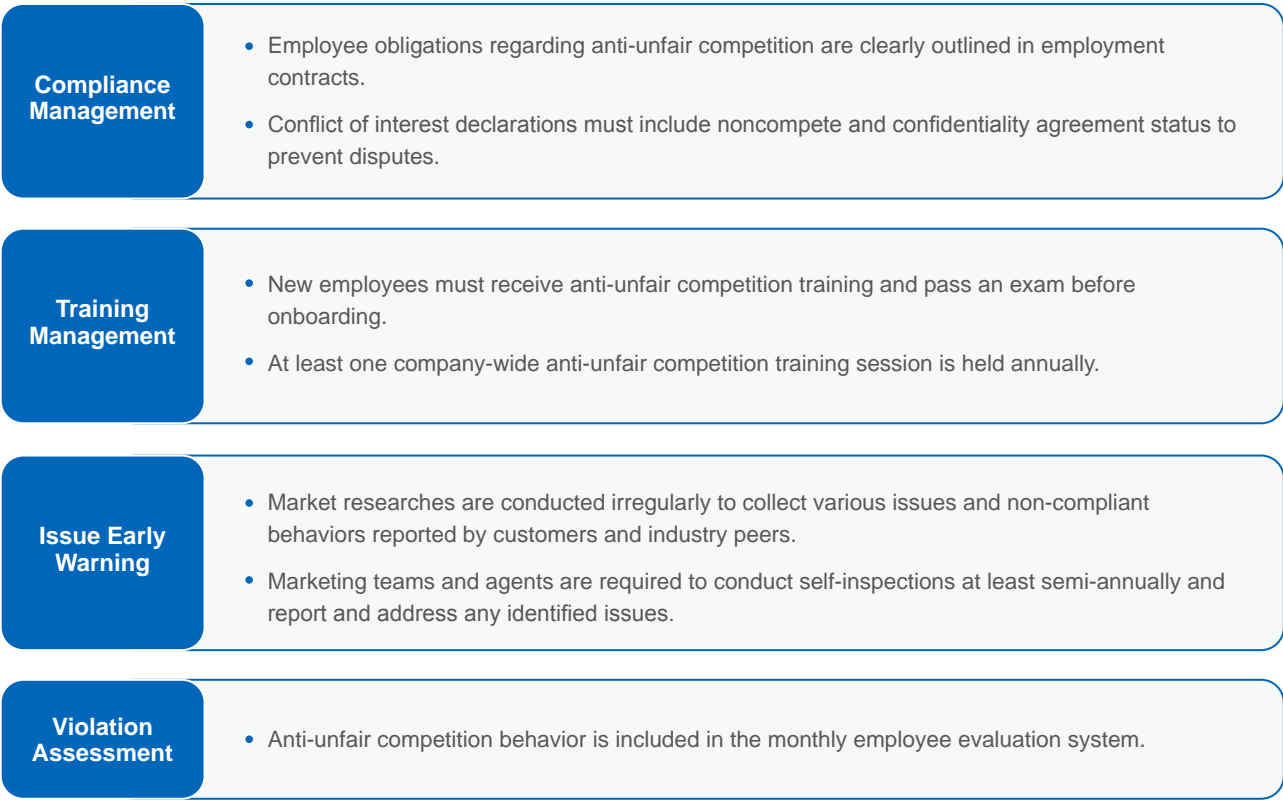 Compliance
Management
• Employee obligations regarding anti-unfair competition are clearly outlined in employment
contracts.
• Conflict of interest declarations must include noncompete and confidentiality agreement status to
prevent disputes.
Training
Management
• New employees must receive anti-unfair competition training and pass an exam before
onboarding.
• At least one company-wide anti-unfair competition training session is held annually.
Issue Early
Warning
• Market researches are conducted irregularly to collect various issues and non-compliant
behaviors reported by customers and industry peers.
• Marketing teams and agents are required to conduct self-inspections at least semi-annually and
report and address any identified issues.
Violation
Assessment
• Anti-unfair competition behavior is included in the monthly employee evaluation system.